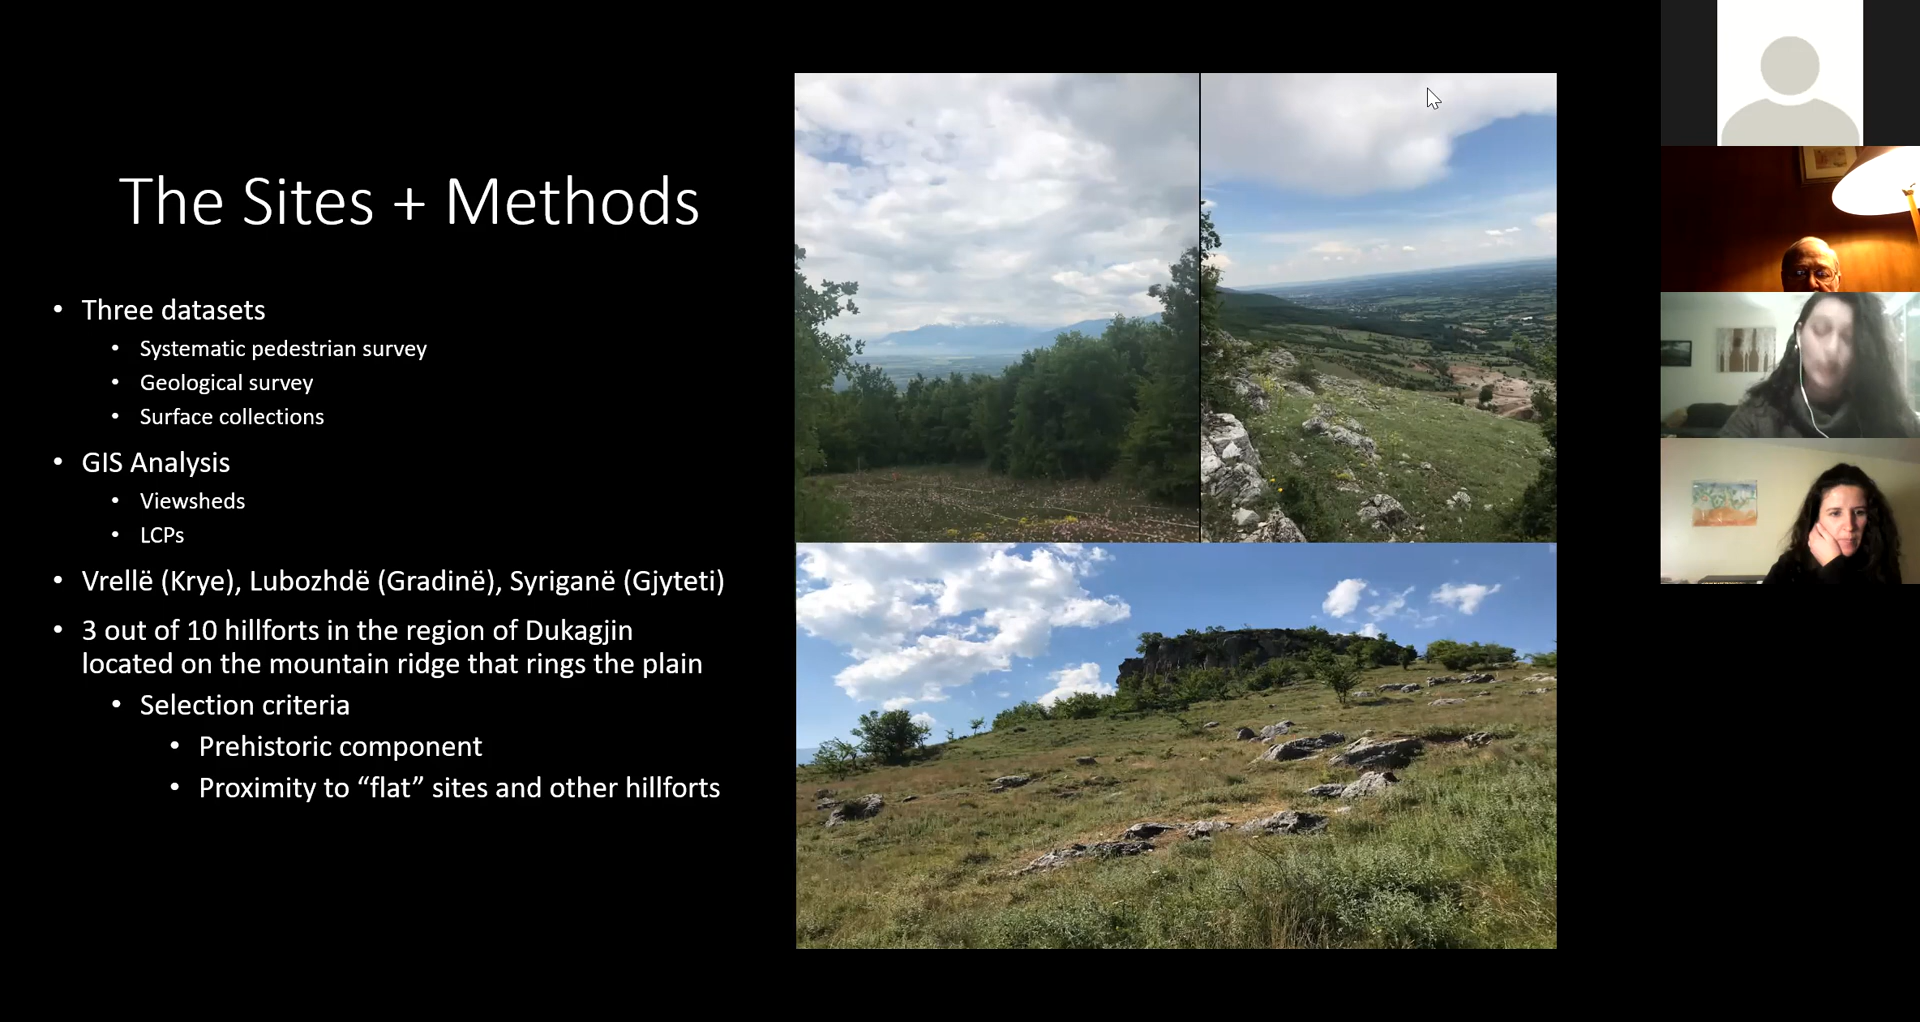 The Sites + Methods
• Three datasets
• Systematic pedestrian survey
• Geological survey
• Surface collections
• GIS Analysis
• Viewsheds
• LCPs
• Vrellë (Krye), Lubozhdë (Gradinë), Syriganë (Gjyteti)
• 3 out of 10 hillforts in the region of Dukagjin
located on the mountain ridge that rings the plain
• Selection criteria
• Prehistoric component
• Proximity to “flat” sites and other hillforts